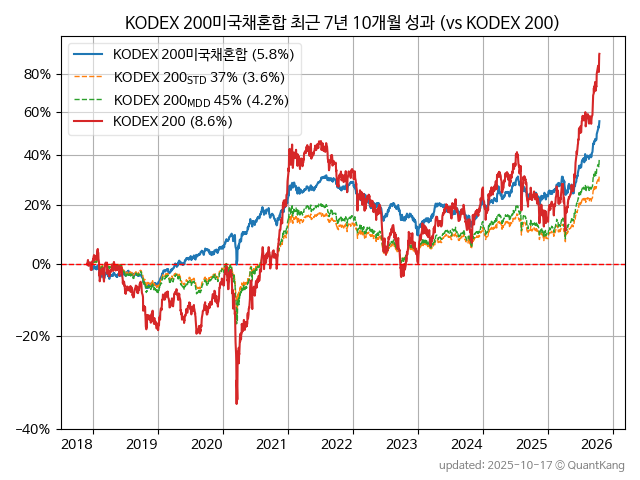 KODEX 200미국채혼합 최근 7년 10개월 성과 (vs KODEX 200)
KODEX 200미국채혼합 (5.8%)
KODEX 200STD 37% (3.6%)
KODEX 200MDD 45% (4.2%)
KODEX 200 (8.6%)
80%
60%
40%
20%
0%
−20%
−40%
2018 2019 2020 2021 2022 2023 2024 2025 2026
updated: 2025-10-17 © QuantKang